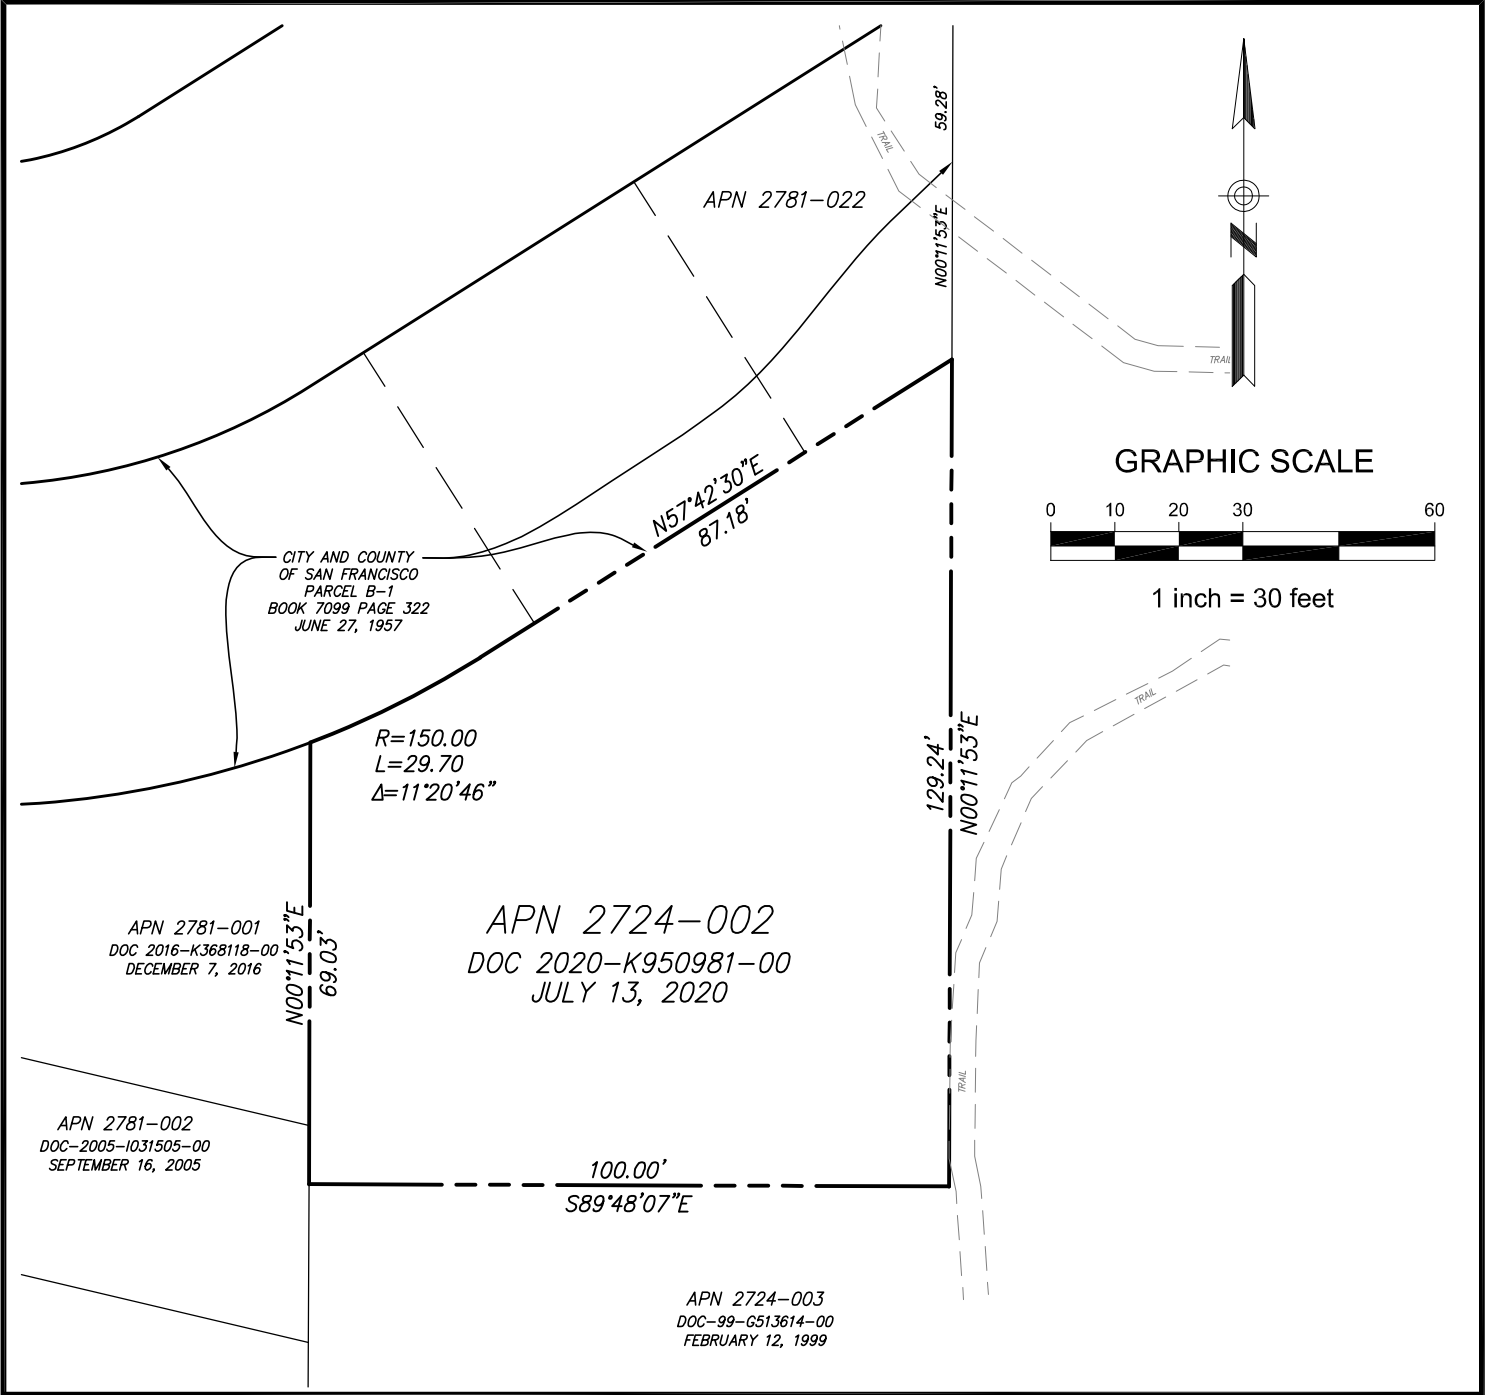 59.28'
N00°11'53"E
TRAIL
APN 2781-022
TRAIL
GRAPHIC SCALE
0 10 20 30 60
1 inch = 30 feet
N57°42'30"E
87.18'
CITY AND COUNTY
OF SAN FRANCISCO
PARCEL B-1
BOOK 7099 PAGE 322
JUNE 27, 1957
TRAIL
R=150.00
L=29.70
Δ=11°20'46"
129.24'
N00°11'53"E
APN 2781-001
DOC 2016-K368118-00
DECEMBER 7, 2016
N00°11'53"E
69.03'
APN 2724-002
DOC 2020-K950981-00
JULY 13, 2020
TRAIL
APN 2781-002
DOC-2005-I031505-00
SEPTEMBER 16, 2005
100.00'
S89°48'07"E
APN 2724-003
DOC-99-G513614-00
FEBRUARY 12, 1999
N